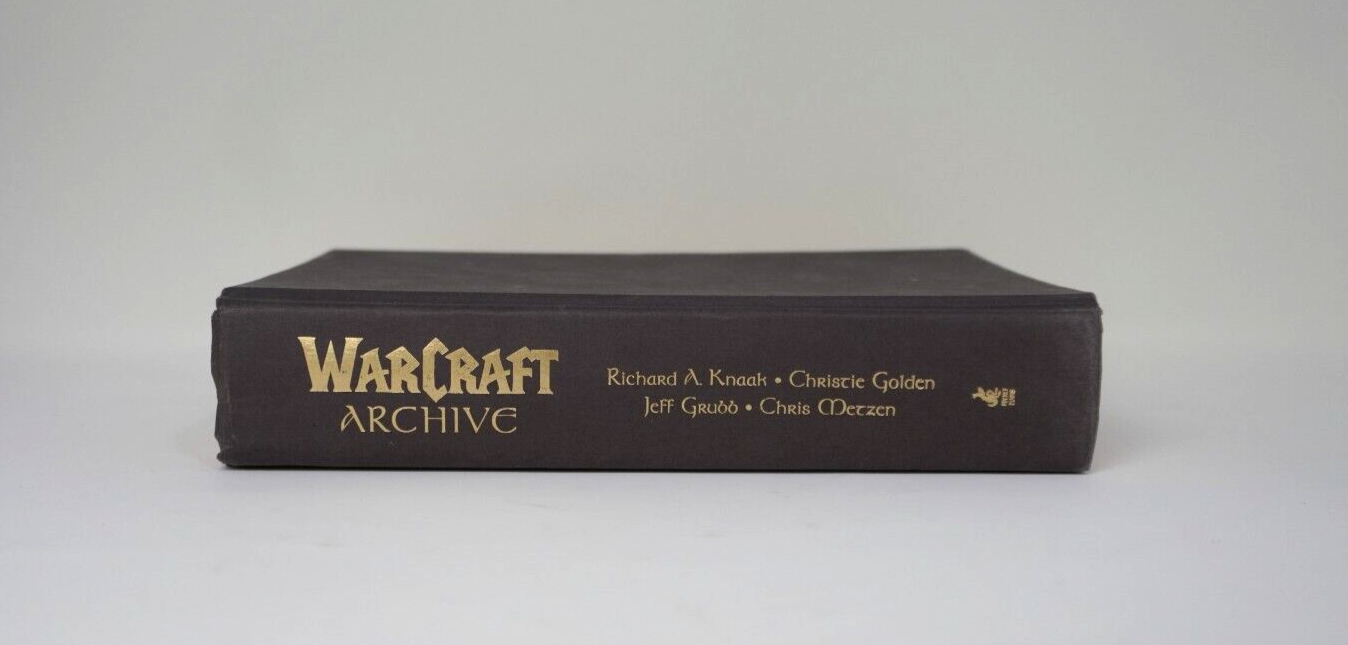 WARCRAFT
ARCHIVE
Richard A. Knaak • Christie Golden
Jeff Grubb • Chris Metzen